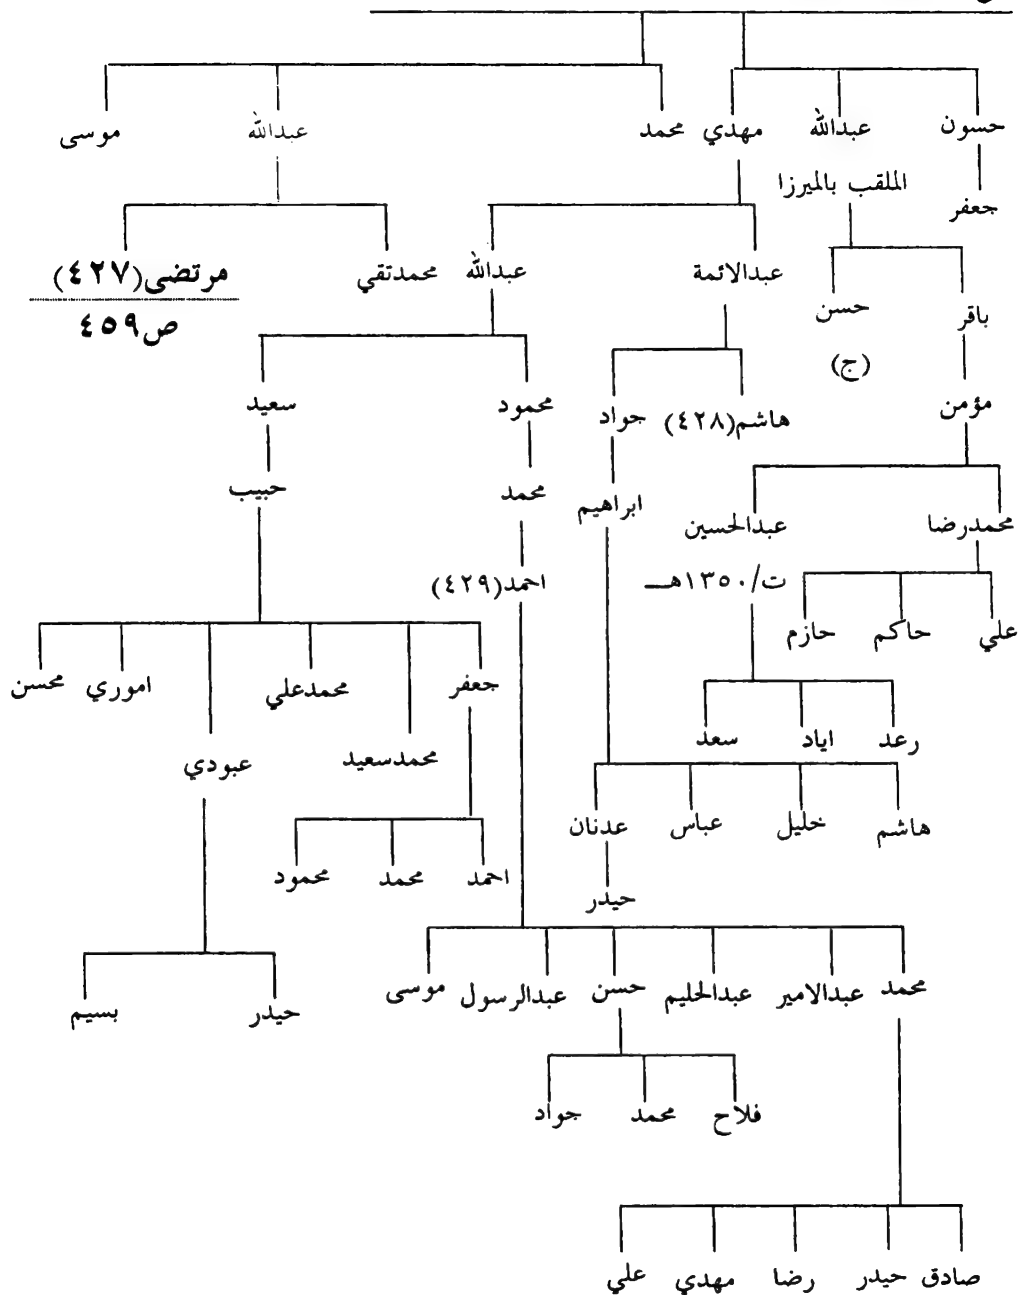 حسون عبدالله مهدي محمد عبدالله موسى
الملقب بالميرزا
جعفر
عبدالائمة عبدالله محمدتقي مرتضى(٤٢٧)
ص٤٥٩
باقر حسن
(ج)
مؤمن هاشم(٤٢٨) جواد محمود سعيد
ابراهيم محمد حبيب
محمدرضا عبدالحسين
ت/١٣٥٠هـ احمد(٤٢٩)
علي حاكم حازم
جعفر محمدعلي اموري محسن
رعد اياد سعد محمدسعيد عبودي
هاشم خليل عباس عدنان
احمد محمد محمود
حيدر
محمد عبدالامير عبدالحليم حسن عبدالرسول موسى
حيدر بسيم
فلاح محمد جواد
صادق حيدر رضا مهدي علي